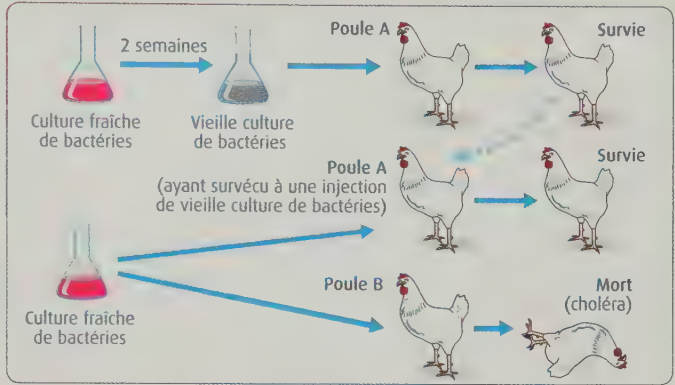 2 semaines
Poule A
Survie
Culture fraîche
de bactéries
Vieille culture
de bactéries
Poule A
(ayant survécu à une injection
de vieille culture de bactéries)
Survie
Culture fraîche
de bactéries
Poule B
Mort
(choléra)